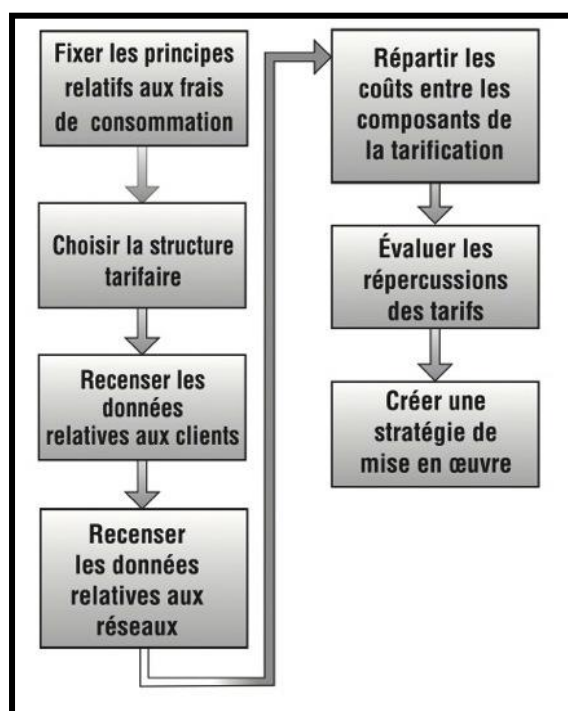 Fixer les principes
relatifs aux frais
de consommation
Choisir la structure
tarifaire
Recenser les
données
relatives aux clients
Recenser
les données
relatives aux
réseaux
Répartir les
coûts entre les
composants de
la tarification
Évaluer les
répercussions
des tarifs
Créer une
stratégie de
mise en œuvre